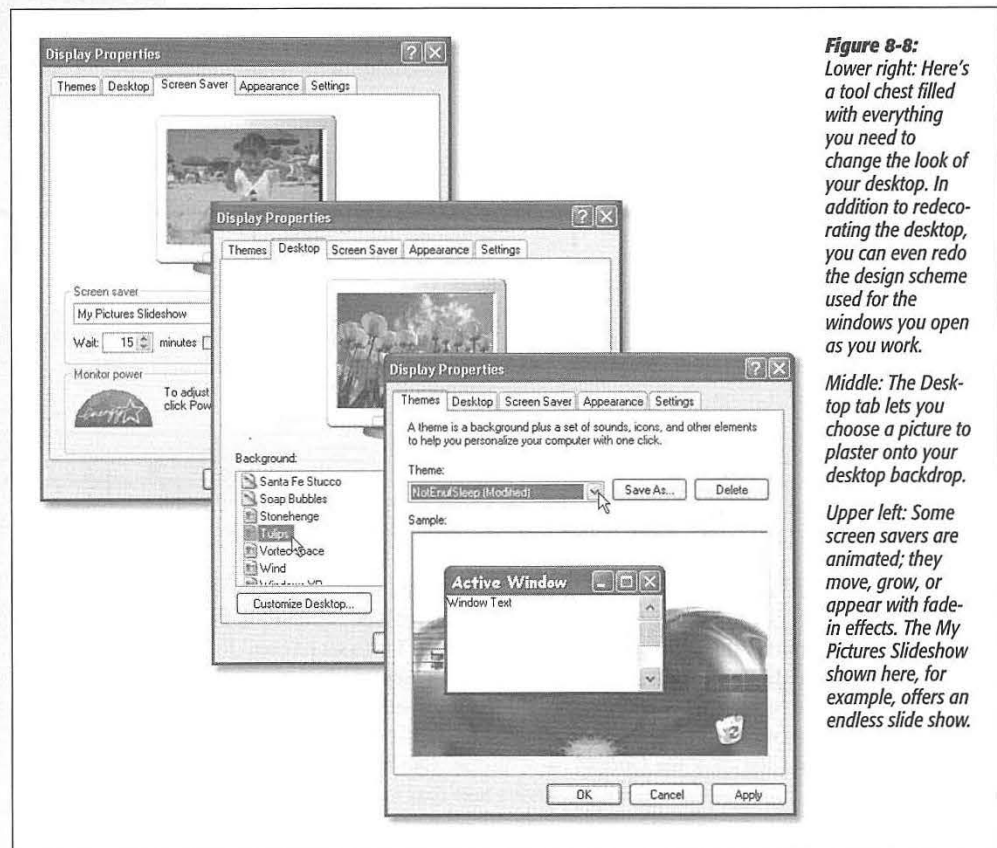 Display Properties
Themes Desktop Screen Saver Appearance Settings
Screen saver
My Pictures Slideshow
Wait: 15 minutes
Monitor power
To adjust
click Pow
Display Properties
Themes Desktop Screen Saver Appearance Settings
Background:
Santa Fe Stucco
Soap Bubbles
Stonehenge
Tulips
Wind
Customize Desktop...
Display Properties
Themes Desktop Screen Saver Appearance Settings
A theme is a background plus a set of sounds, icons, and other elements
to help you personalize your computer with one click.
Theme:
NotEnufSleep (Modified) Save As... Delete
Sample:
Active Window
Window Text
OK Cancel Apply
Figure 8-8:
Lower right: Here's
a tool chest filled
with everything
you need to
change the look of
your desktop. In
addition to redeco-
rating the desktop,
you can even redo
the design scheme
used for the
windows you open
as you work.
Middle: The Desk-
top tab lets you
choose a picture to
plaster onto your
desktop backdrop.
Upper left: Some
screen savers are
animated; they
move, grow, or
appear with fade-
in effects. The My
Pictures Slideshow
shown here, for
example, offers an
endless slide show.